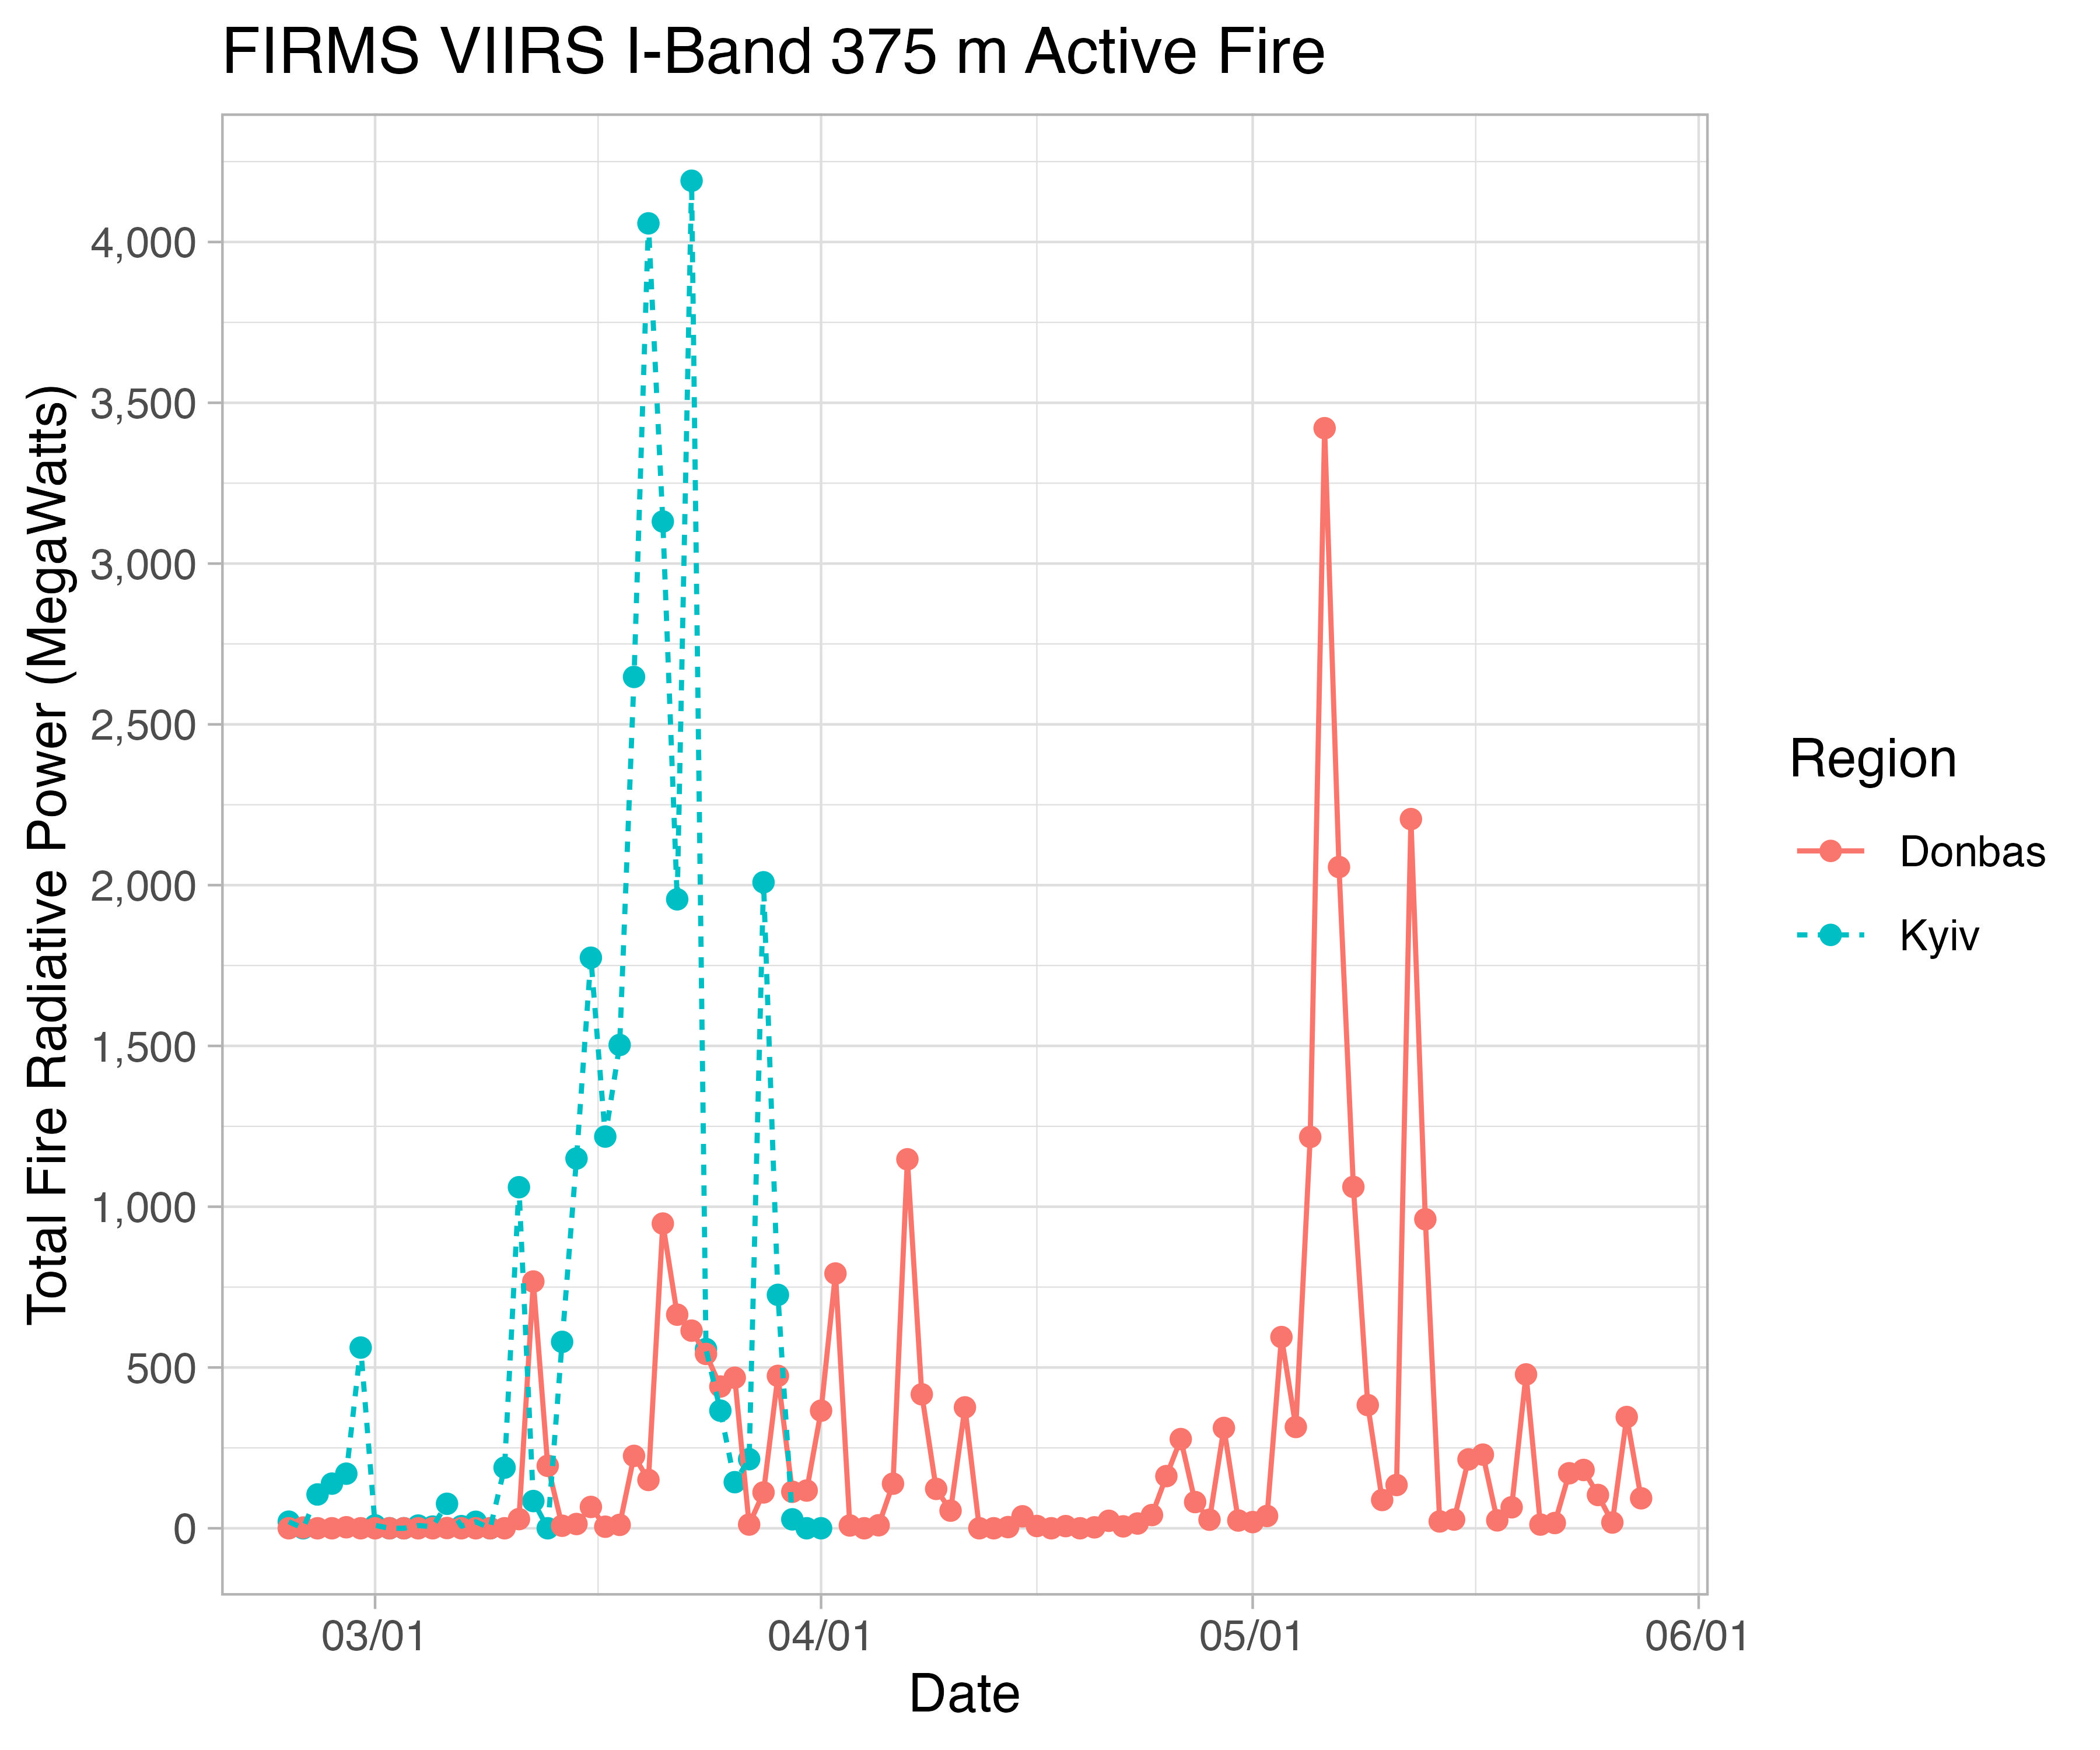 FIRMS VIIRS I-Band 375 m Active Fire
Total Fire Radiative Power (MegaWatts)
4,000
3,500
3,000
2,500
2,000
1,500
1,000
500
0
03/01
04/01
05/01
06/01
Date
Region
Donbas
Kyiv